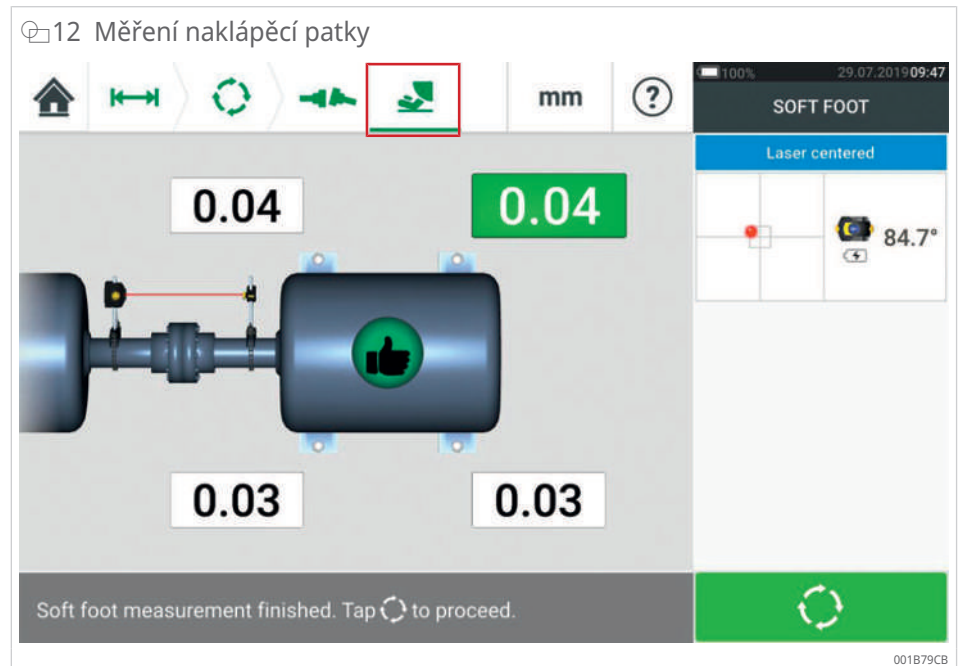 12 Měření naklápěcí patky
mm
?
100%
29.07.2019 09:47
SOFT FOOT
Laser centered
0.04
0.04
84.7°
0.03
0.03
Soft foot measurement finished. Tap to proceed.
001B79CB